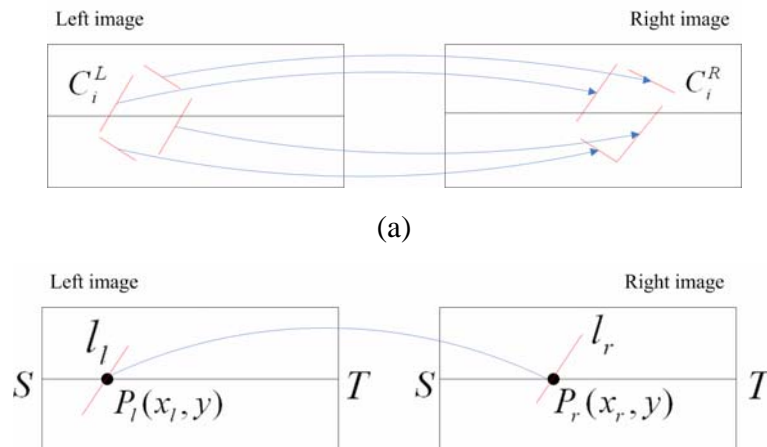 Left image Right image
C_i^L C_i^R
(a)
Left image Right image
l_l l_r
S T S T
P_l(x_l, y) P_r(x_r, y)